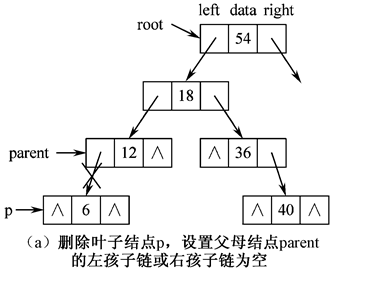 left data right
root
54
18
parent
12 ∧
∧ 36
p
∧ 6 ∧
∧ 40 ∧
（a）删除叶子结点p，设置父母结点parent
的左孩子链或右孩子链为空